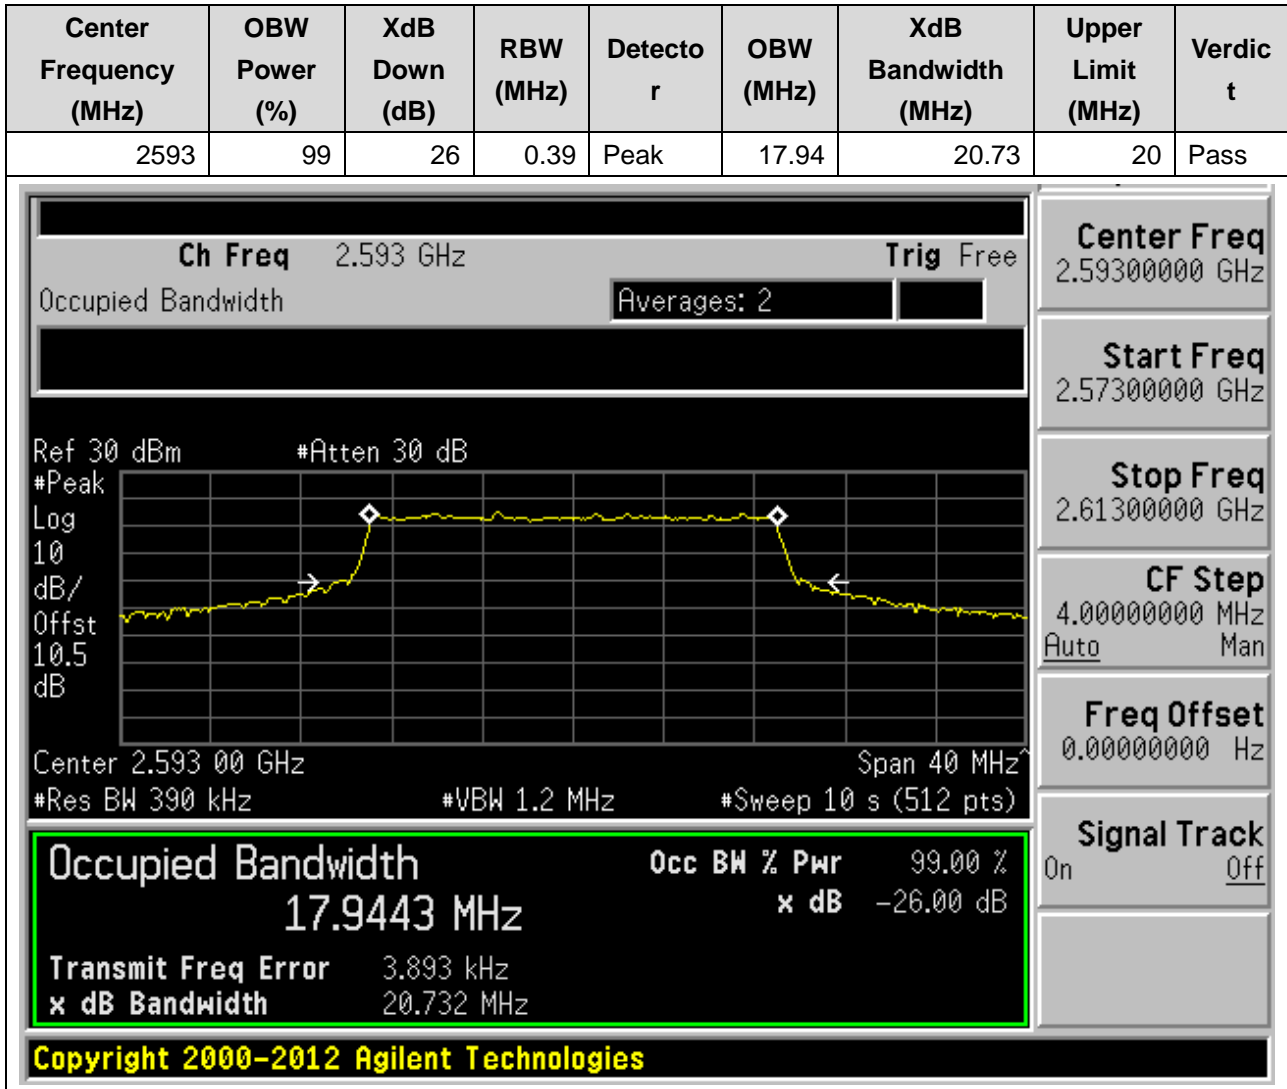 Center Frequency (MHz) OBW Power (%) XdB Down (dB) RBW (MHz) Detecto r OBW (MHz) XdB Bandwidth (MHz) Upper Limit (MHz) Verdic t
2593 99 26 0.39 Peak 17.94 20.73 20 Pass
Ch Freq 2.593 GHz Trig Free
Occupied Bandwidth Averages: 2
Ref 30 dBm #Atten 30 dB
#Peak
Log
10
dB/
Offst
10.5
dB
Center 2.593 00 GHz Span 40 MHz^
#Res BW 390 kHz #VBW 1.2 MHz #Sweep 10 s (512 pts)
Occupied Bandwidth Occ BW % Pwr 99.00 %
17.9443 MHz x dB -26.00 dB
Transmit Freq Error 3.893 kHz
x dB Bandwidth 20.732 MHz
Copyright 2000-2012 Agilent Technologies
Center Freq
2.59300000 GHz
Start Freq
2.57300000 GHz
Stop Freq
2.61300000 GHz
CF Step
4.00000000 MHz
Auto Man
Freq Offset
0.00000000 Hz
Signal Track
On Off